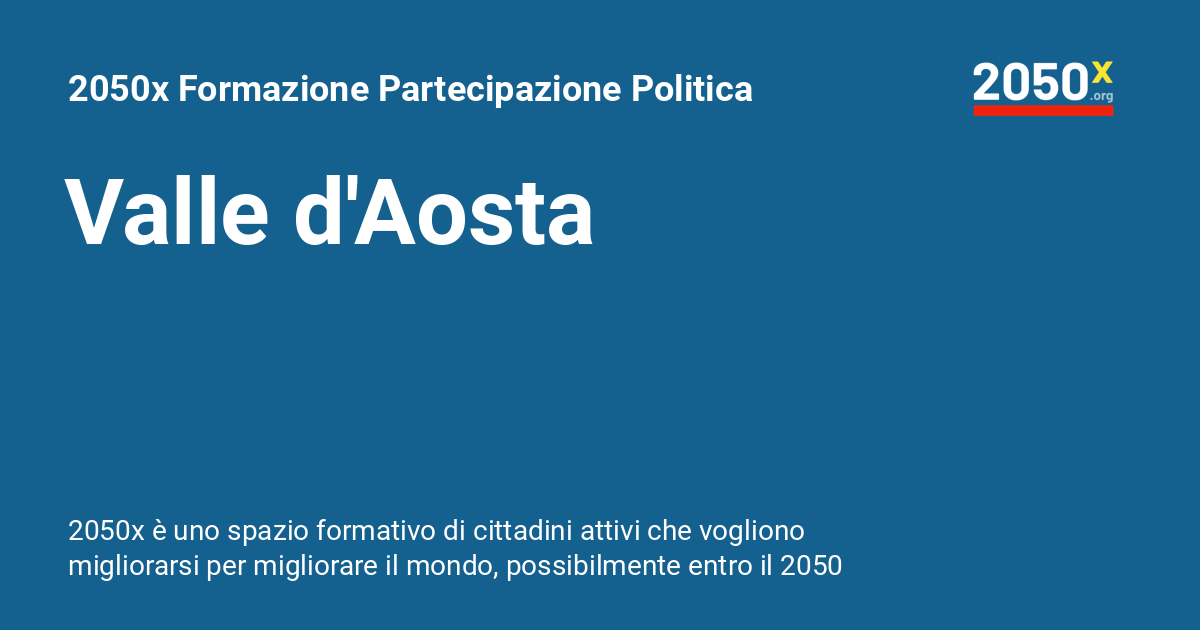 2050x Formazione Partecipazione Politica
2050x
.org
Valle d'Aosta
2050x è uno spazio formativo di cittadini attivi che vogliono
migliorarsi per migliorare il mondo, possibilmente entro il 2050